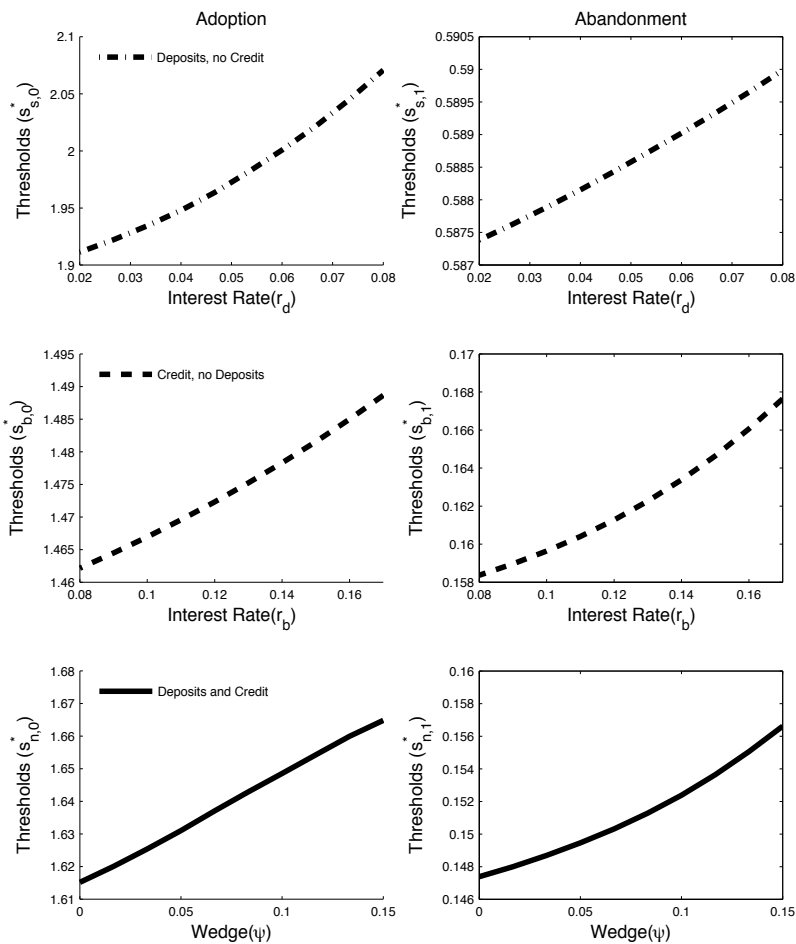 Adoption
2.1
2.05
2
1.95
1.9
Thresholds (s*s,0)
Deposits, no Credit
0.02 0.03 0.04 0.05 0.06 0.07 0.08
Interest Rate(r_d)
Abandonment
0.5905
0.59
0.5895
0.589
0.5885
0.588
0.5875
0.587
Thresholds (s*s,1)
0.02 0.03 0.04 0.05 0.06 0.07 0.08
Interest Rate(r_d)
1.495
1.49
1.485
1.48
1.475
1.47
1.465
1.46
Thresholds (s*b,0)
Credit, no Deposits
0.08 0.1 0.12 0.14 0.16
Interest Rate(r_b)
0.17
0.168
0.166
0.164
0.162
0.16
0.158
Thresholds (s*b,1)
0.08 0.1 0.12 0.14 0.16
Interest Rate(r_b)
1.68
1.67
1.66
1.65
1.64
1.63
1.62
1.61
Thresholds (s*n,0)
Deposits and Credit
0 0.05 0.1 0.15
Wedge(ψ)
0.16
0.158
0.156
0.154
0.152
0.15
0.148
0.146
Thresholds (s*n,1)
0 0.05 0.1 0.15
Wedge(ψ)